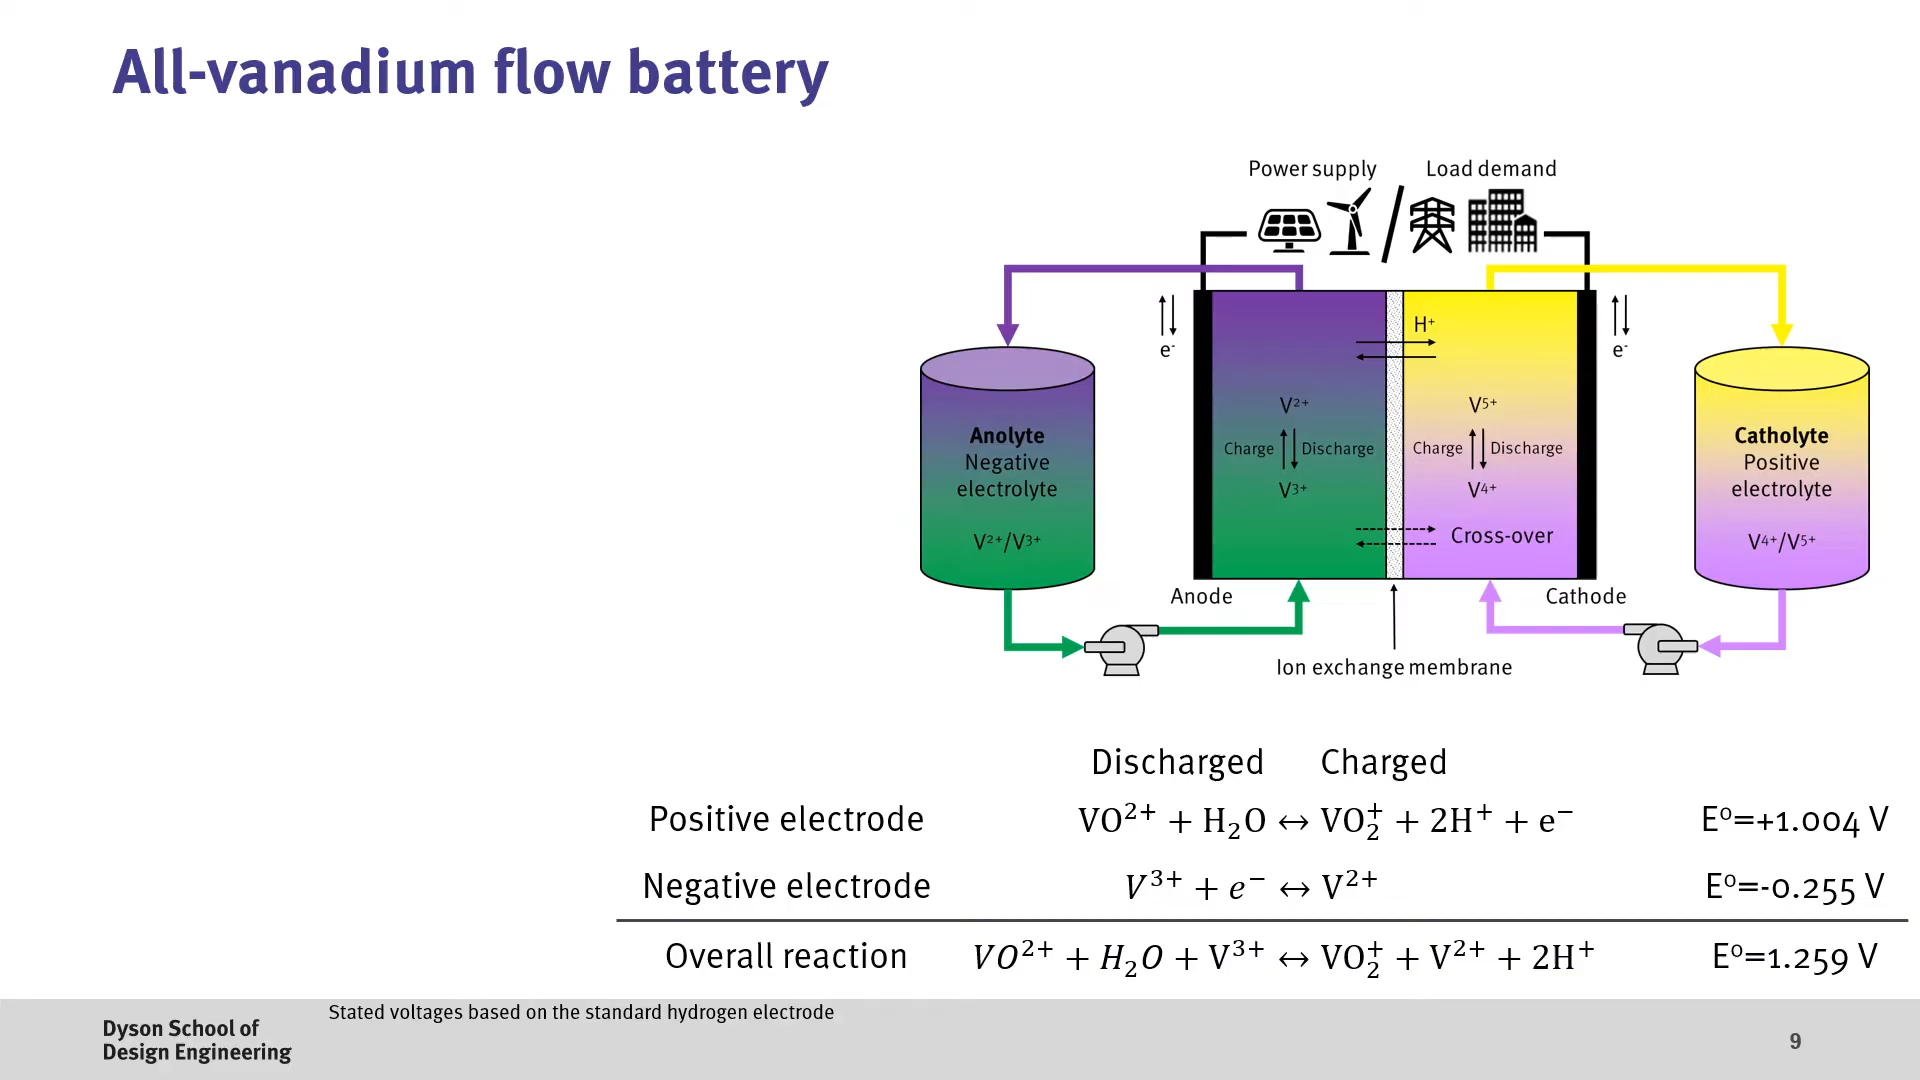 All-vanadium flow battery
Power supply
Load demand
e⁻
H⁺
e⁻
Anolyte
Negative
electrolyte
V²⁺/V³⁺
V²⁺
Charge
Discharge
V³⁺
V⁵⁺
Charge
Discharge
V⁴⁺
Cross-over
Catholyte
Positive
electrolyte
V⁴⁺/V⁵⁺
Anode
Cathode
Ion exchange membrane
Discharged Charged
Positive electrode VO²⁺ + H₂O ↔ VO₂⁺ + 2H⁺ + e⁻ E⁰=+1.004 V
Negative electrode V³⁺ + e⁻ ↔ V²⁺ E⁰=-0.255 V
Overall reaction VO²⁺ + H₂O + V³⁺ ↔ VO₂⁺ + V²⁺ + 2H⁺ E⁰=1.259 V
Stated voltages based on the standard hydrogen electrode
Dyson School of
Design Engineering
9